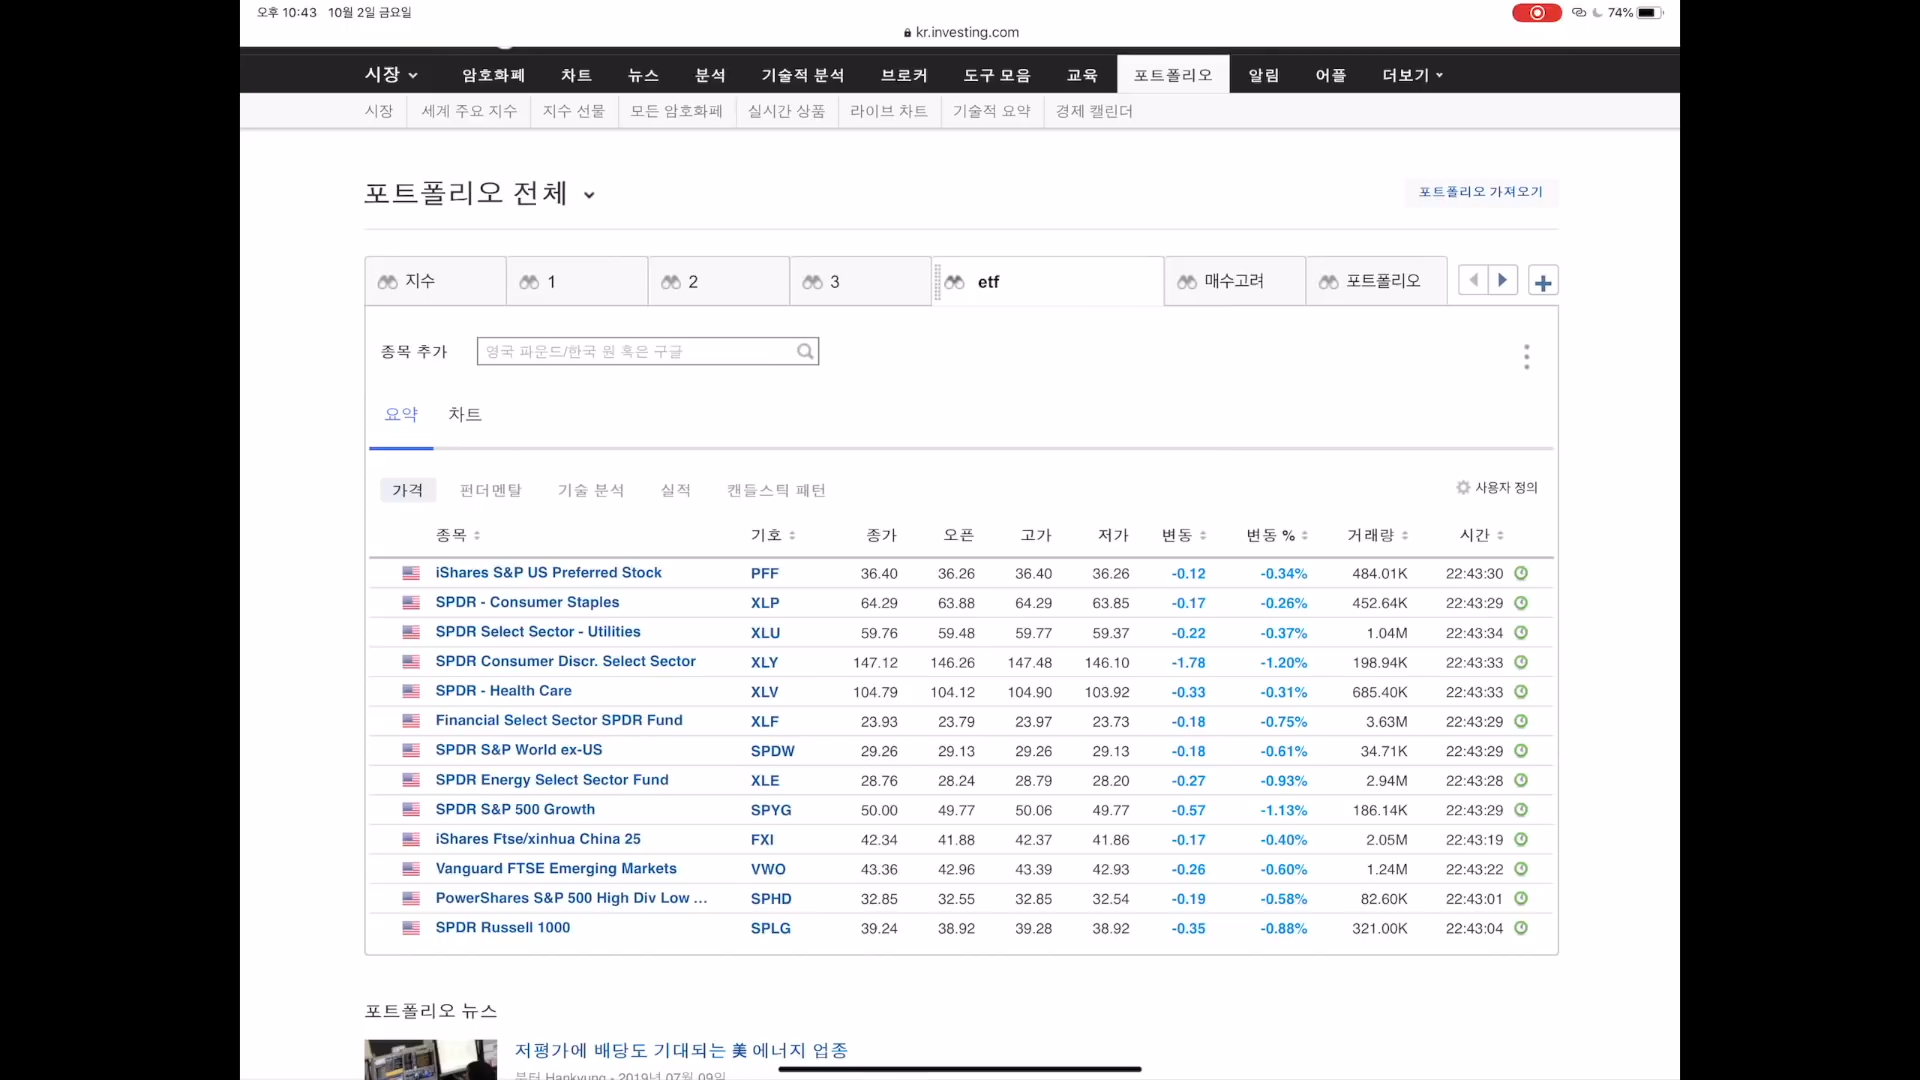 오후 10:43 10월 2일 금요일
74%
kr.investing.com
시장 암호화폐 차트 뉴스 분석 기술적 분석 브로커 도구 모음 교육 포트폴리오 알림 어플 더보기
시장 세계 주요 지수 지수 선물 모든 암호화폐 실시간 상품 라이브 차트 기술적 요약 경제 캘린더
포트폴리오 전체
포트폴리오 가져오기
지수 1 2 3 etf 매수고려 포트폴리오
종목 추가 영국 파운드/한국 원 혹은 구글
요약 차트
가격 펀더멘탈 기술 분석 실적 캔들스틱 패턴 사용자 정의
종목 기호 종가 오픈 고가 저가 변동 변동 % 거래량 시간
iShares S&P US Preferred Stock PFF 36.40 36.26 36.40 36.26 -0.12 -0.34% 484.01K 22:43:30
SPDR - Consumer Staples XLP 64.29 63.88 64.29 63.85 -0.17 -0.26% 452.64K 22:43:29
SPDR Select Sector - Utilities XLU 59.76 59.48 59.77 59.37 -0.22 -0.37% 1.04M 22:43:34
SPDR Consumer Discr. Select Sector XLY 147.12 146.26 147.48 146.10 -1.78 -1.20% 198.94K 22:43:33
SPDR - Health Care XLV 104.79 104.12 104.90 103.92 -0.33 -0.31% 685.40K 22:43:33
Financial Select Sector SPDR Fund XLF 23.93 23.79 23.97 23.73 -0.18 -0.75% 3.63M 22:43:29
SPDR S&P World ex-US SPDW 29.26 29.13 29.26 29.13 -0.18 -0.61% 34.71K 22:43:29
SPDR Energy Select Sector Fund XLE 28.76 28.24 28.79 28.20 -0.27 -0.93% 2.94M 22:43:28
SPDR S&P 500 Growth SPYG 50.00 49.77 50.06 49.77 -0.57 -1.13% 186.14K 22:43:29
iShares Ftse/xinhua China 25 FXI 42.34 41.88 42.37 41.86 -0.17 -0.40% 2.05M 22:43:19
Vanguard FTSE Emerging Markets VWO 43.36 42.96 43.39 42.93 -0.26 -0.60% 1.24M 22:43:22
PowerShares S&P 500 High Div Low ... SPHD 32.85 32.55 32.85 32.54 -0.19 -0.58% 82.60K 22:43:01
SPDR Russell 1000 SPLG 39.24 38.92 39.28 38.92 -0.35 -0.88% 321.00K 22:43:04
포트폴리오 뉴스
저평가에 배당도 기대되는 美 에너지 업종
부터 Hankyung - 2019년 07월 09일